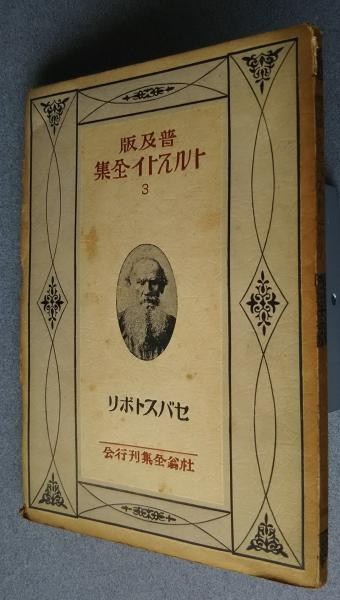 普及版
トルストイ全集
3
セバストポリ
杜翁全集刊行会